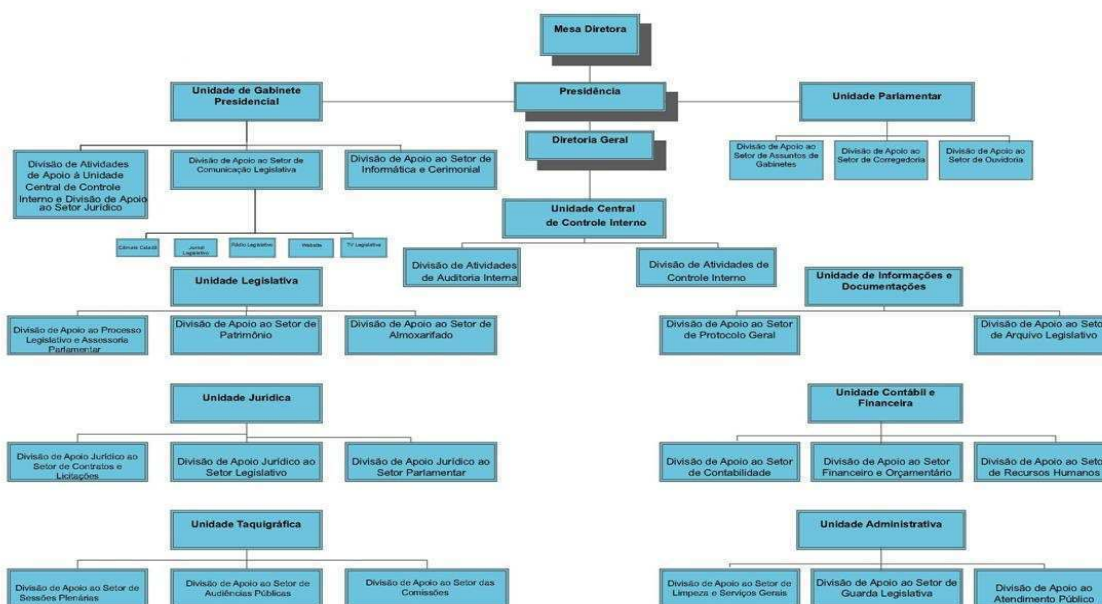 Mesa Diretora
Unidade de Gabinete
Presidencial
Presidência
Unidade Parlamentar
Diretoria Geral
Divisão de Atividades
de Apoio à Unidade
Central de Controle
Interno e Divisão de Apoio
ao Setor Jurídico
Divisão de Apoio ao Setor de
Comunicação Legislativa
Divisão de Apoio ao Setor de
Informática e Cerimonial
Divisão de Apoio ao
Setor de Assuntos de
Gabinetes
Divisão de Apoio ao
Setor de Corregedoria
Divisão de Apoio ao
Setor de Ouvidoria
Unidade Central
de Controle Interno
Câmara Cidadã
Jornal
Legislativo
Rádio Legislativo
Website
TV Legislativa
Divisão de Atividades
de Auditoria Interna
Divisão de Atividades de
Controle Interno
Unidade Legislativa
Unidade de Informações e
Documentações
Divisão de Apoio ao Processo
Legislativo e Assessoria
Parlamentar
Divisão de Apoio ao Setor de
Patrimônio
Divisão de Apoio ao Setor de
Almoxarifado
Divisão de Apoio ao Setor
de Protocolo Geral
Divisão de Apoio ao Setor
de Arquivo Legislativo
Unidade Jurídica
Unidade Contábil e
Financeira
Divisão de Apoio Jurídico ao
Setor de Contratos e
Licitações
Divisão de Apoio Jurídico ao
Setor Legislativo
Divisão de Apoio Jurídico ao
Setor Parlamentar
Divisão de Apoio ao Setor
de Contabilidade
Divisão de Apoio ao Setor
Financeiro e Orçamentário
Divisão de Apoio ao Setor
de Recursos Humanos
Unidade Taquigráfica
Unidade Administrativa
Divisão de Apoio ao Setor de
Sessões Plenárias
Divisão de Apoio ao Setor de
Audiências Públicas
Divisão de Apoio ao Setor das
Comissões
Divisão de Apoio ao Setor de
Limpeza e Serviços Gerais
Divisão de Apoio ao Setor de
Guarda Legislativa
Divisão de Apoio ao
Atendimento Público